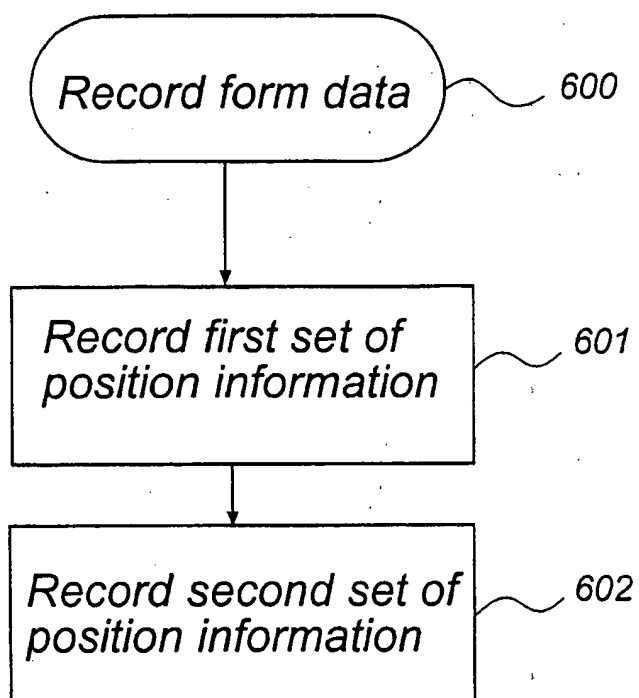 Record form data
600
Record first set of
position information
601
Record second set of
position information
602